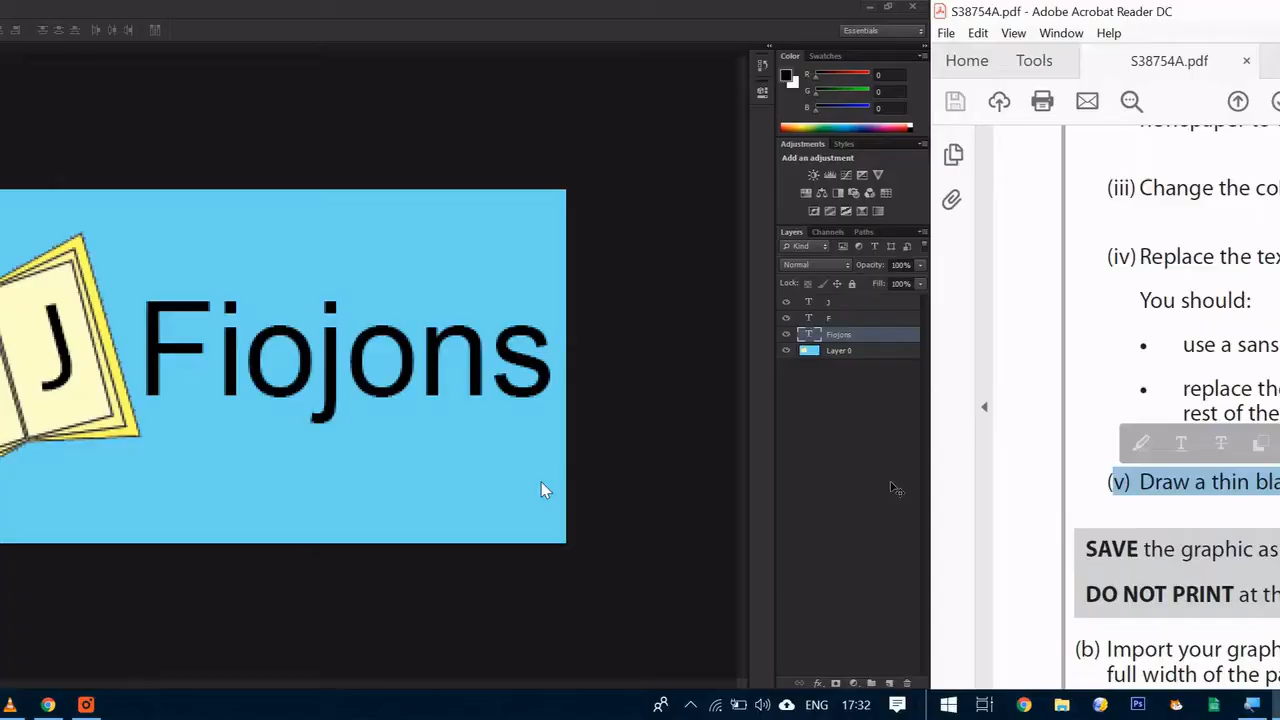 Essentials
Color Swatches
R 0
G 0
B 0
Adjustments Styles
Add an adjustment
Layers Channels Paths
Kind
Normal Opacity: 100%
Lock: Fill: 100%
T J
T F
T Fiojons
Layer 0
J
Fiojons
ENG 17:32
S38754A.pdf - Adobe Acrobat Reader DC
File Edit View Window Help
Home Tools S38754A.pdf ×
(iii) Change the co
(iv) Replace the te
You should:
• use a sans
• replace the
rest of the
(v) Draw a thin bla
SAVE the graphic as
DO NOT PRINT at th
(b) Import your graph
full width of the pa
Ps